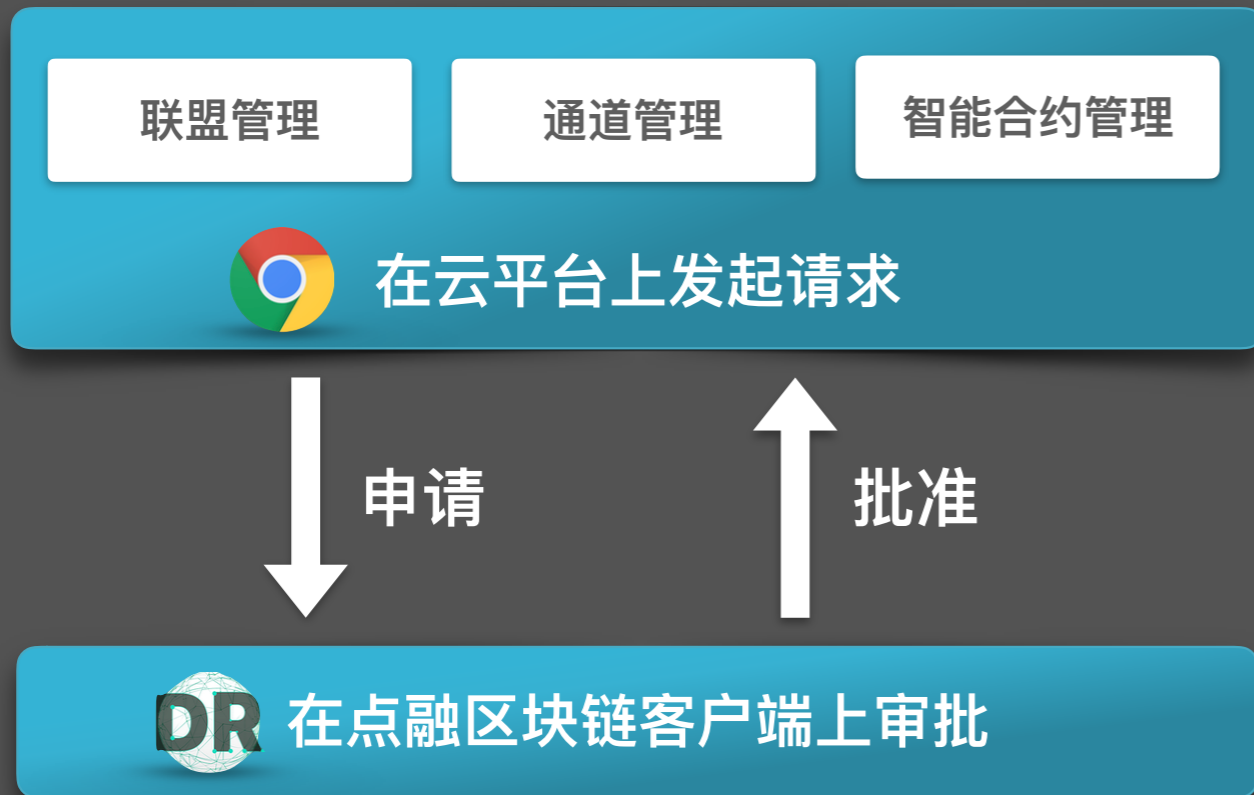 联盟管理
通道管理
智能合约管理
在云平台上发起请求
申请
批准
DR
在点融区块链客户端上审批